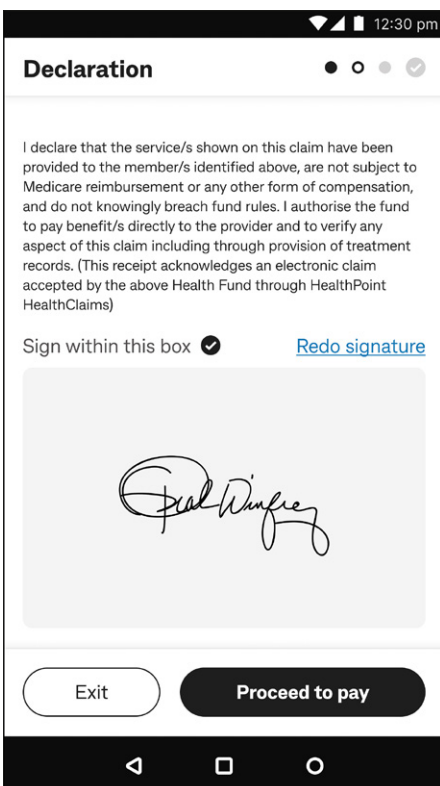 12:30 pm
Declaration
I declare that the service/s shown on this claim have been
provided to the member/s identified above, are not subject to
Medicare reimbursement or any other form of compensation,
and do not knowingly breach fund rules. I authorise the fund
to pay benefit/s directly to the provider and to verify any
aspect of this claim including through provision of treatment
records. (This receipt acknowledges an electronic claim
accepted by the above Health Fund through HealthPoint
HealthClaims)
Sign within this box
Redo signature
Winfrey
Exit
Proceed to pay